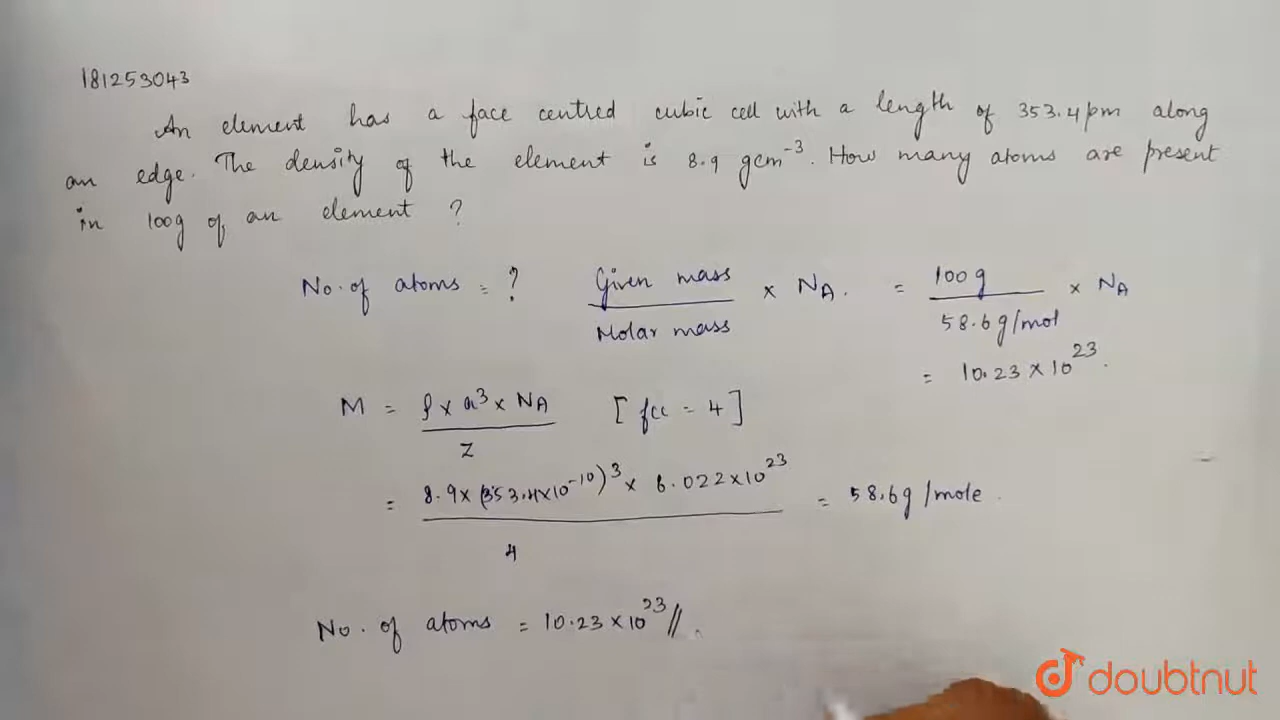 181253043
An element has a face centred cubic cell with a length of 353.4pm along
an edge. The density of the element is 8.9 gcm⁻³. How many atoms are present
in 100g of an element ?
No. of atoms = ? Given mass / Molar mass × N_A. = 100g / 58.6g/mol × N_A
= 10.23×10²³.
M = ρ × a³ × N_A / Z [fcc = 4]
= 8.9×(353.4×10⁻¹⁰)³ × 6.022×10²³ / 4 = 58.6g/mole.
No. of atoms = 10.23×10²³//.
doubtnut